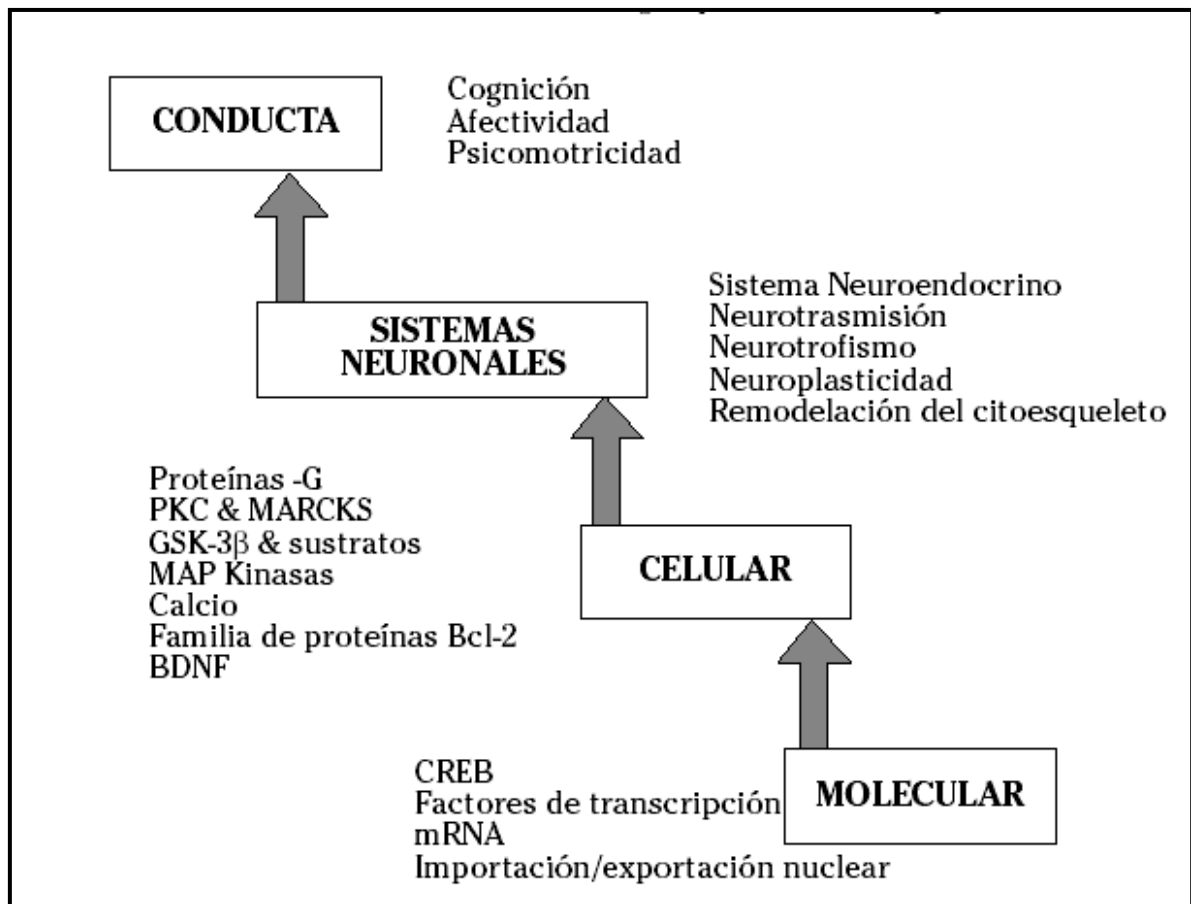 CONDUCTA
Cognición
Afectividad
Psicomotricidad
SISTEMAS
NEURONALES
Sistema Neuroendocrino
Neurotrasmisión
Neurotrofismo
Neuroplasticidad
Remodelación del citoesqueleto
Proteínas -G
PKC & MARCKS
GSK-3β & sustratos
MAP Kinasas
Calcio
Familia de proteínas Bcl-2
BDNF
CELULAR
CREB
Factores de transcripción
mRNA
Importación/exportación nuclear
MOLECULAR